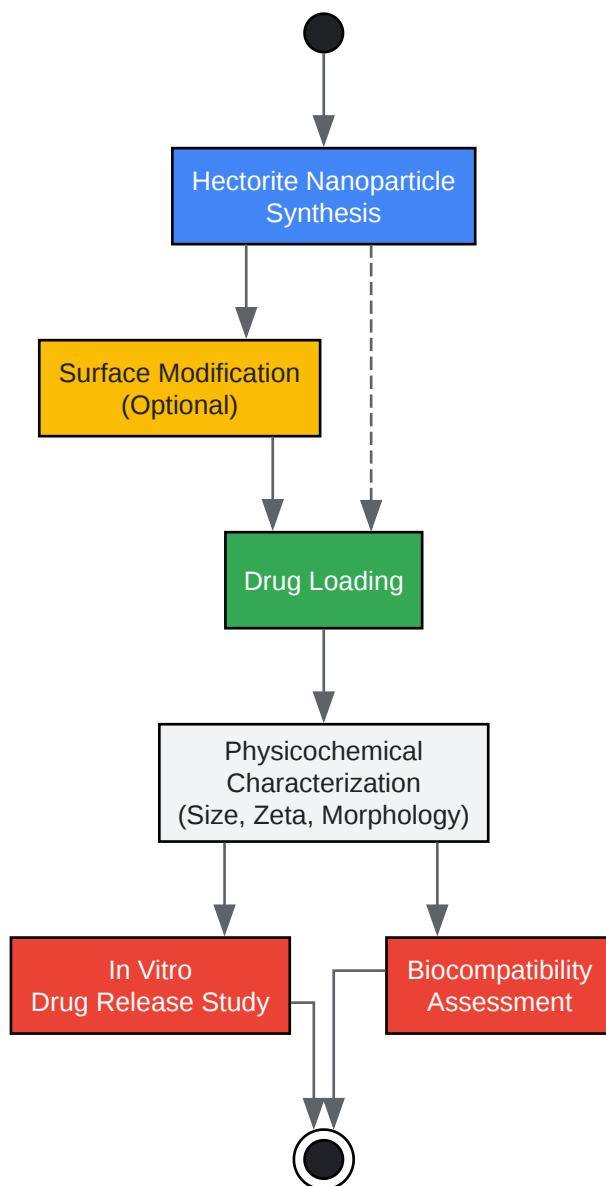 Hectorite Nanoparticle
Synthesis
Surface Modification
(Optional)
Drug Loading
Physicochemical
Characterization
(Size, Zeta, Morphology)
In Vitro
Drug Release Study
Biocompatibility
Assessment